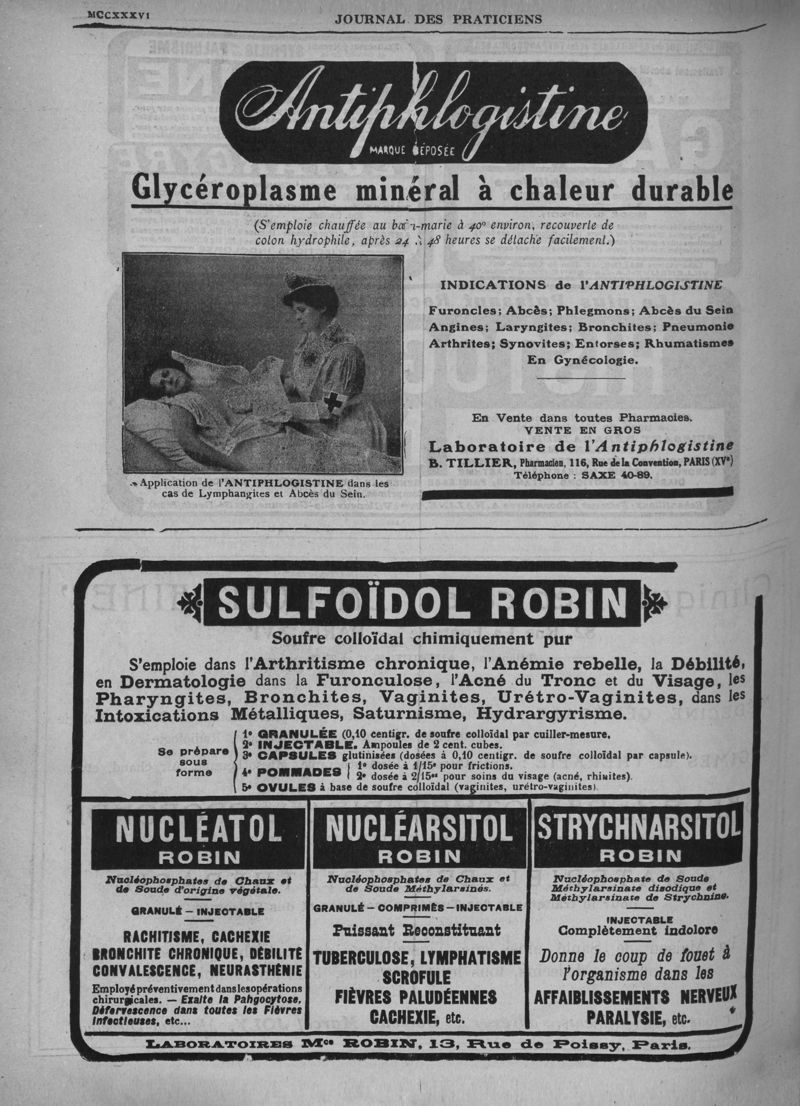 MCCXXXVI
JOURNAL DES PRATICIENS
Antiphlogistine
MARQUE DÉPOSÉE
Glycéroplasme minéral à chaleur durable
(S'emploie chauffée au bain-marie à 40° environ, recouverte de
coton hydrophile, après 24 à 48 heures se détache facilement.)
INDICATIONS de l'ANTIPHLOGISTINE
Furoncles; Abcès; Phlegmons; Abcès du Sein
Angines; Laryngites; Bronchites; Pneumonie
Arthrites; Synovites; Entorses; Rhumatismes
En Gynécologie.
En Vente dans toutes Pharmacies.
VENTE EN GROS
Laboratoire de l'Antiphlogistine
B. TILLIER, Pharmacien, 116, Rue de la Convention, PARIS (XVe)
Téléphone : SAXE 40-89.
Application de l'ANTIPHLOGISTINE dans les
cas de Lymphangites et Abcès du Sein.
SULFOÏDOL ROBIN
Soufre colloïdal chimiquement pur
S'emploie dans l'Arthritisme chronique, l'Anémie rebelle, la Débilité,
en Dermatologie dans la Furonculose, l'Acné du Tronc et du Visage, les
Pharyngites, Bronchites, Vaginites, Urétro-Vaginites, dans les
Intoxications Métalliques, Saturnisme, Hydrargyrisme.
Se prépare
sous
forme
1° GRANULÉE (0,10 centigr. de soufre colloïdal par cuiller-mesure.
2° INJECTABLE. Ampoules de 2 cent. cubes.
3° CAPSULES glutinisées (dosées à 0,10 centigr. de soufre colloïdal par capsule).
4° POMMADES
1° dosée à 1/15e pour frictions.
2° dosée à 2/15es pour soins du visage (acné, rhinites).
5° OVULES à base de soufre colloïdal (vaginites, urétro-vaginites).
NUCLÉATOL
ROBIN
Nucléophosphates de Chaux et
de Soude d'origine végétale.
GRANULÉ – INJECTABLE
RACHITISME, CACHEXIE
BRONCHITE CHRONIQUE, DÉBILITÉ
CONVALESCENCE, NEURASTHÉNIE
Employé préventivement dans les opérations
chirurgicales. — Exalte la Pahgocytose.
Défervescence dans toutes les Fièvres
infectieuses, etc...
NUCLÉARSITOL
ROBIN
Nucléophosphates de Chaux et
de Soude Méthylarsinés.
GRANULÉ – COMPRIMÉS – INJECTABLE
Puissant Reconstituant
TUBERCULOSE, LYMPHATISME
SCROFULE
FIÈVRES PALUDÉENNES
CACHEXIE, etc.
STRYCHNARSITOL
ROBIN
Nucléophosphate de Soude
Méthylarsinate disodique et
Méthylarsinate de Strychnine.
INJECTABLE
Complètement indolore
Donne le coup de fouet à
l'organisme dans les
AFFAIBLISSEMENTS NERVEUX
PARALYSIE, etc.
LABORATOIRES Mce ROBIN, 13, Rue de Poissy, Paris.